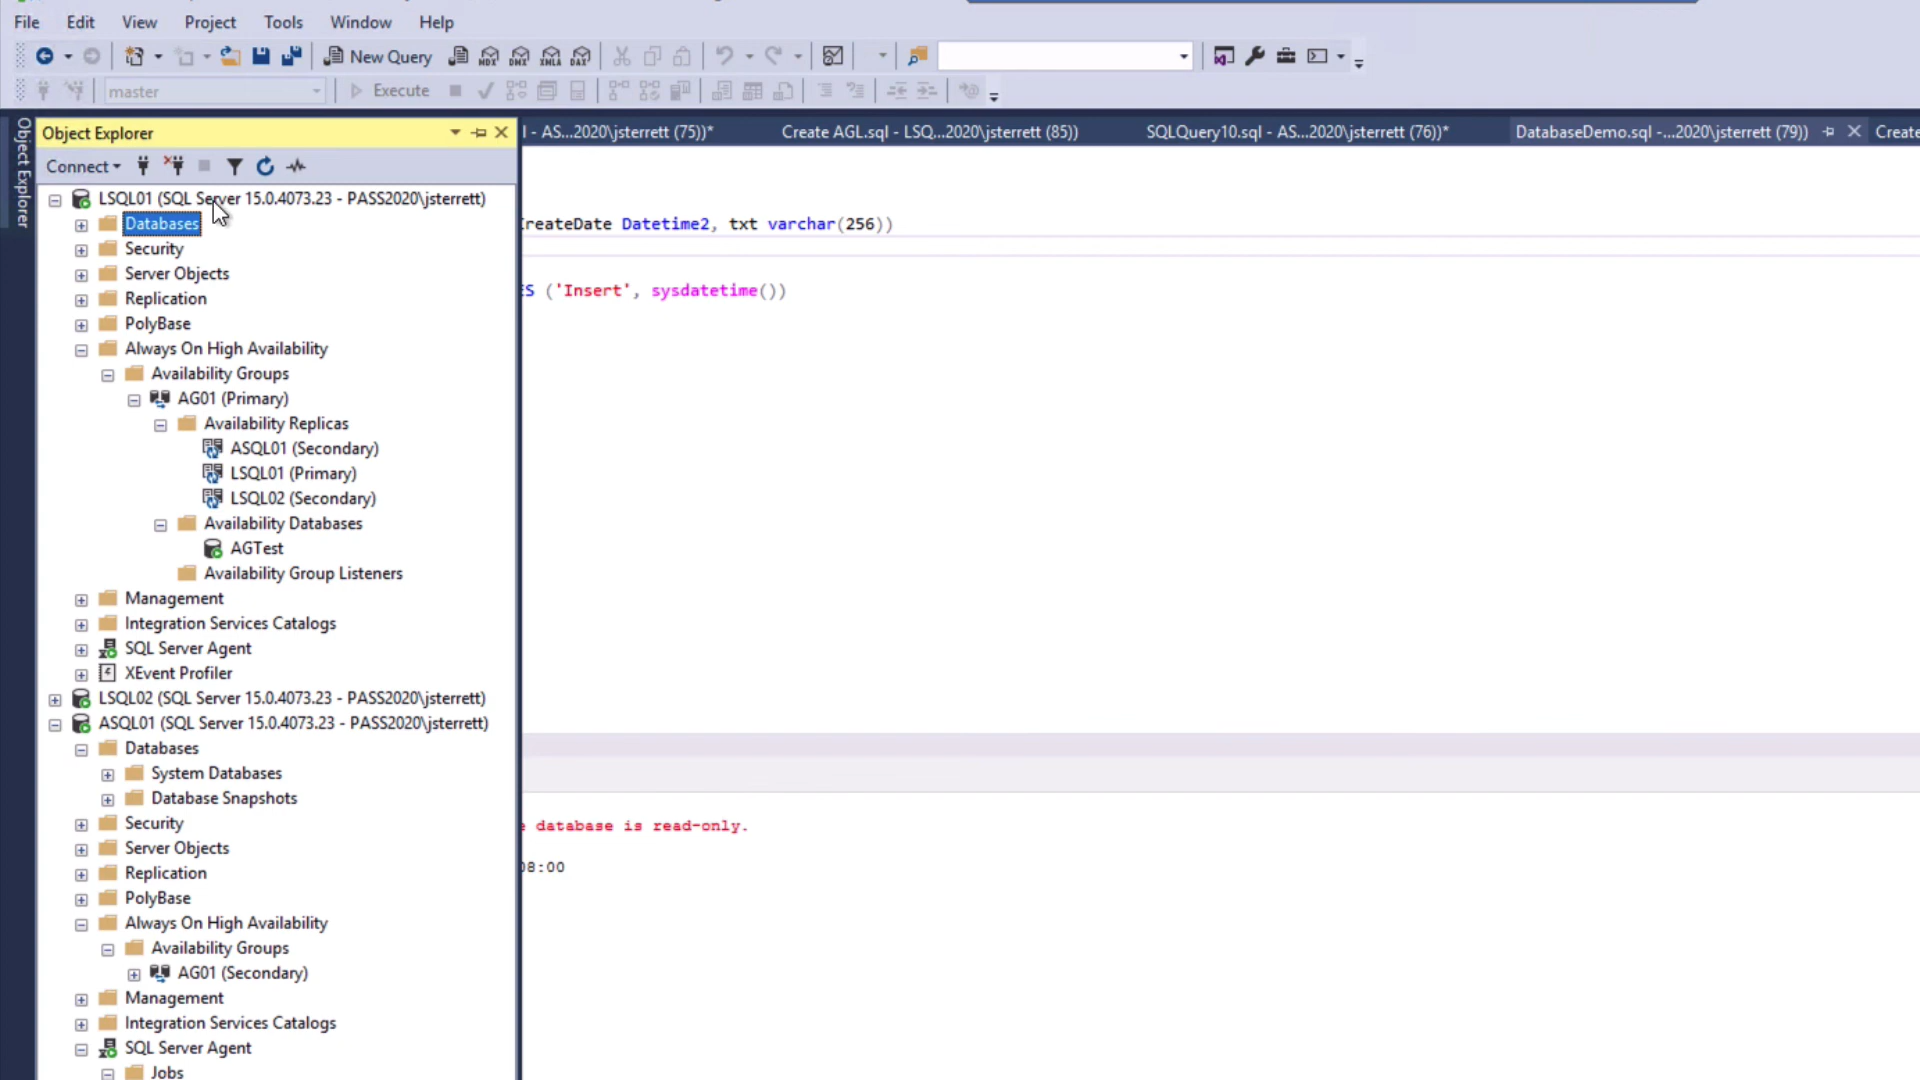 File Edit View Project Tools Window Help
New Query MDX DMX XMLA DAX
master Execute
Object Explorer
Object Explorer
l - AS...2020\jsterrett (75))* Create AGL.sql - LSQ...2020\jsterrett (85)) SQLQuery10.sql - AS...2020\jsterrett (76))* DatabaseDemo.sql -...2020\jsterrett (79)) Create
Connect
LSQL01 (SQL Server 15.0.4073.23 - PASS2020\jsterrett)
Databases
reateDate Datetime2, txt varchar(256))
Security
Server Objects
S ('Insert', sysdatetime())
Replication
PolyBase
Always On High Availability
Availability Groups
AG01 (Primary)
Availability Replicas
ASQL01 (Secondary)
LSQL01 (Primary)
LSQL02 (Secondary)
Availability Databases
AGTest
Availability Group Listeners
Management
Integration Services Catalogs
SQL Server Agent
XEvent Profiler
LSQL02 (SQL Server 15.0.4073.23 - PASS2020\jsterrett)
ASQL01 (SQL Server 15.0.4073.23 - PASS2020\jsterrett)
Databases
System Databases
Database Snapshots
Security
e database is read-only.
Server Objects
Replication
08:00
PolyBase
Always On High Availability
Availability Groups
AG01 (Secondary)
Management
Integration Services Catalogs
SQL Server Agent
Jobs